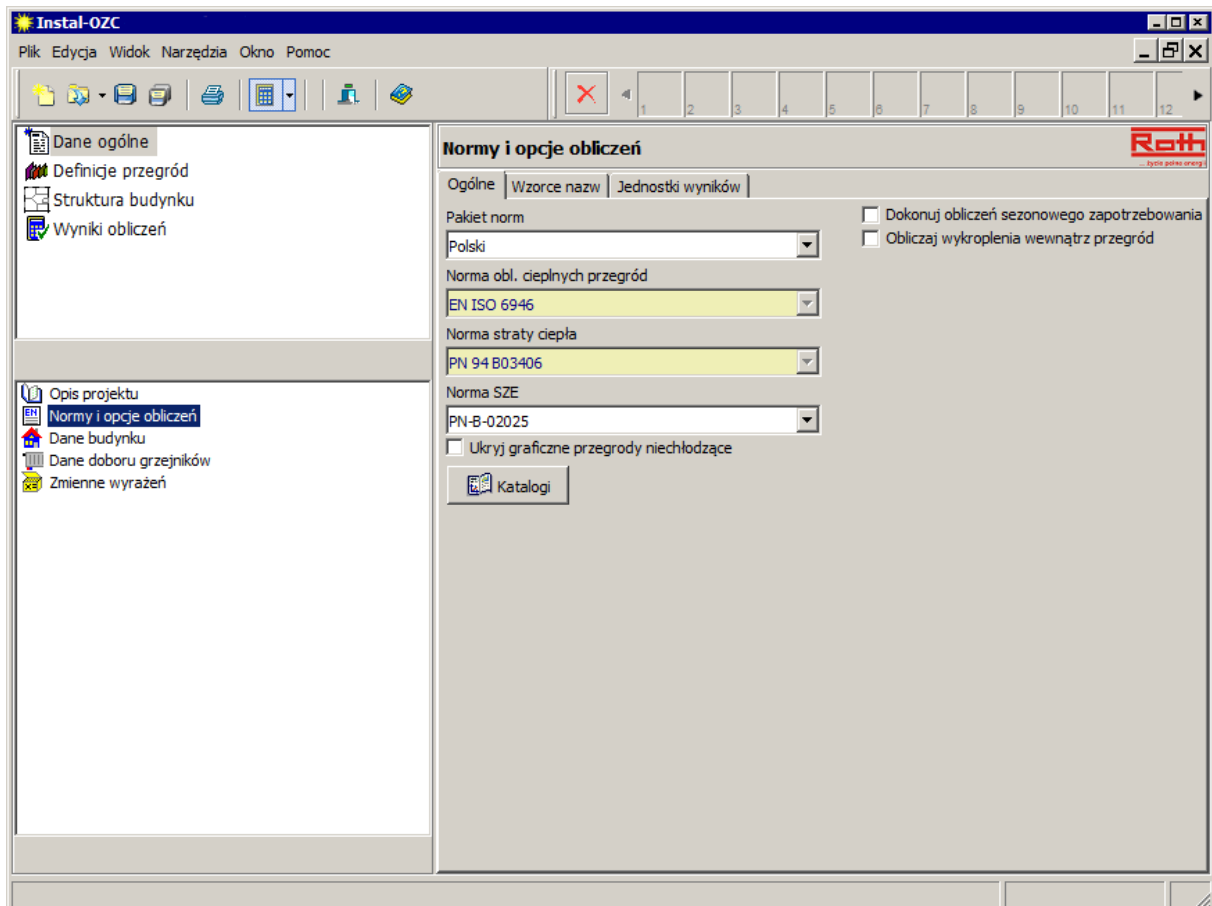 Instal-OZC
Plik Edycja Widok Narzędzia Okno Pomoc
1 2 3 4 5 6 7 8 9 10 11 12
Dane ogólne
Definicje przegród
Struktura budynku
Wyniki obliczeń
Opis projektu
EN
Normy i opcje obliczeń
Dane budynku
Dane doboru grzejników
Zmienne wyrażeń
Normy i opcje obliczeń
Roth
... życie pełne energii
Ogólne Wzorce nazw Jednostki wyników
Pakiet norm
Polski
Norma obl. cieplnych przegród
EN ISO 6946
Norma straty ciepła
PN 94 B03406
Norma SZE
PN-B-02025
Ukryj graficzne przegrody niechłodzące
Katalogi
Dokonuj obliczeń sezonowego zapotrzebowania
Obliczaj wykroplenia wewnątrz przegród